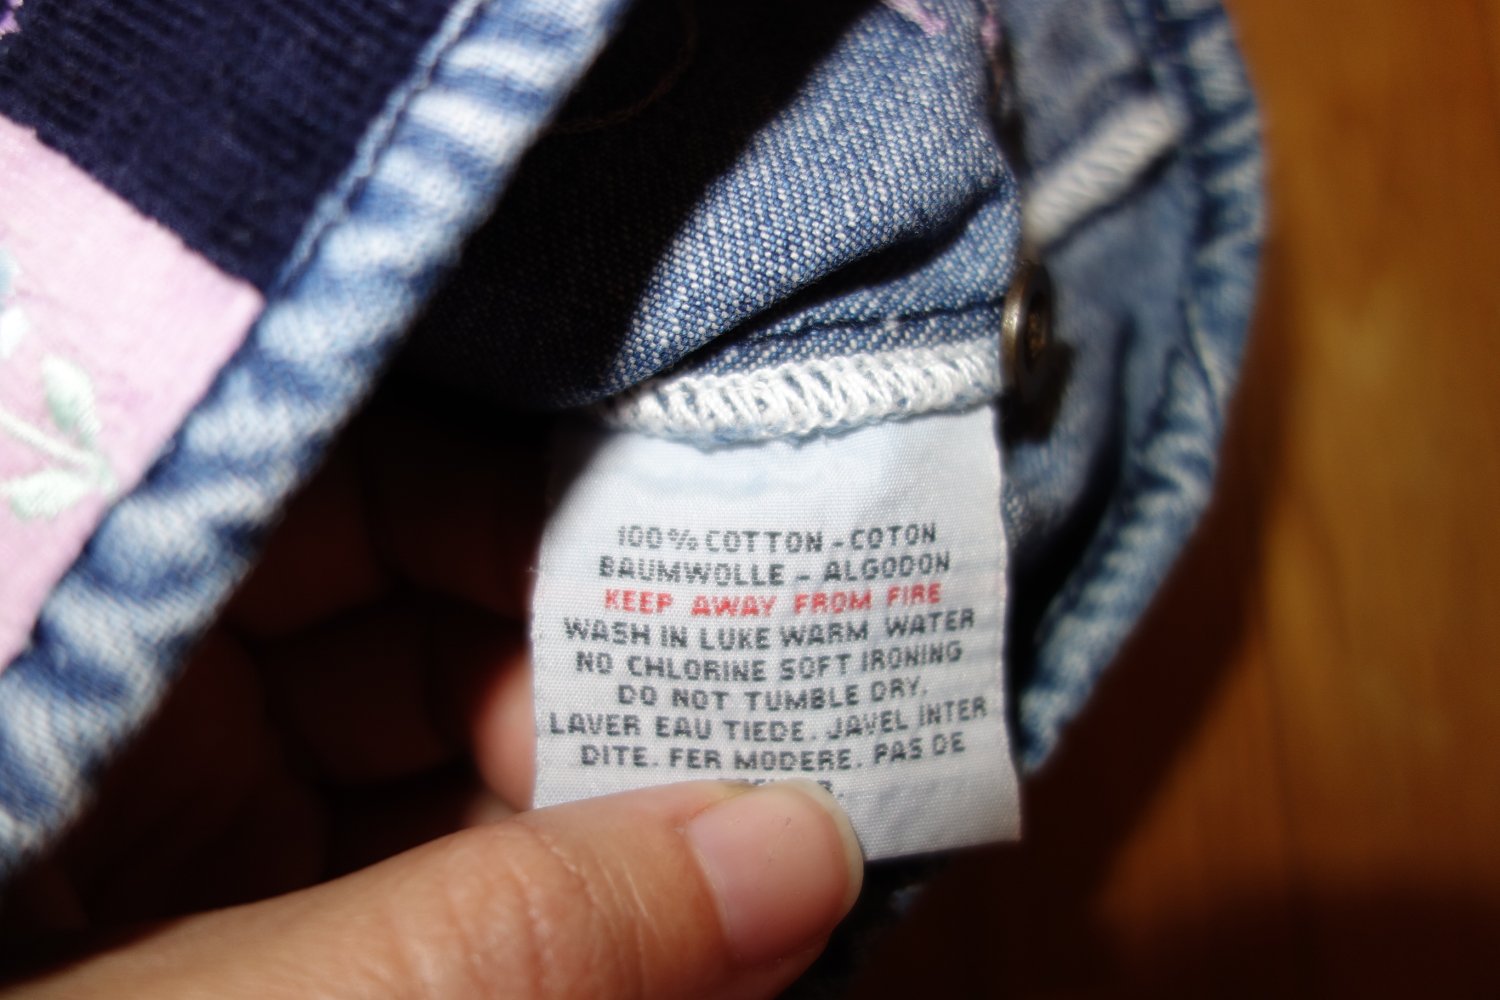 100% COTTON - COTON
BAUMWOLLE - ALGODON
KEEP AWAY FROM FIRE
WASH IN LUKE WARM WATER
NO CHLORINE SOFT IRONING
DO NOT TUMBLE DRY.
LAVER EAU TIEDE. JAVEL INTER
DITE. FER MODERE. PAS DE